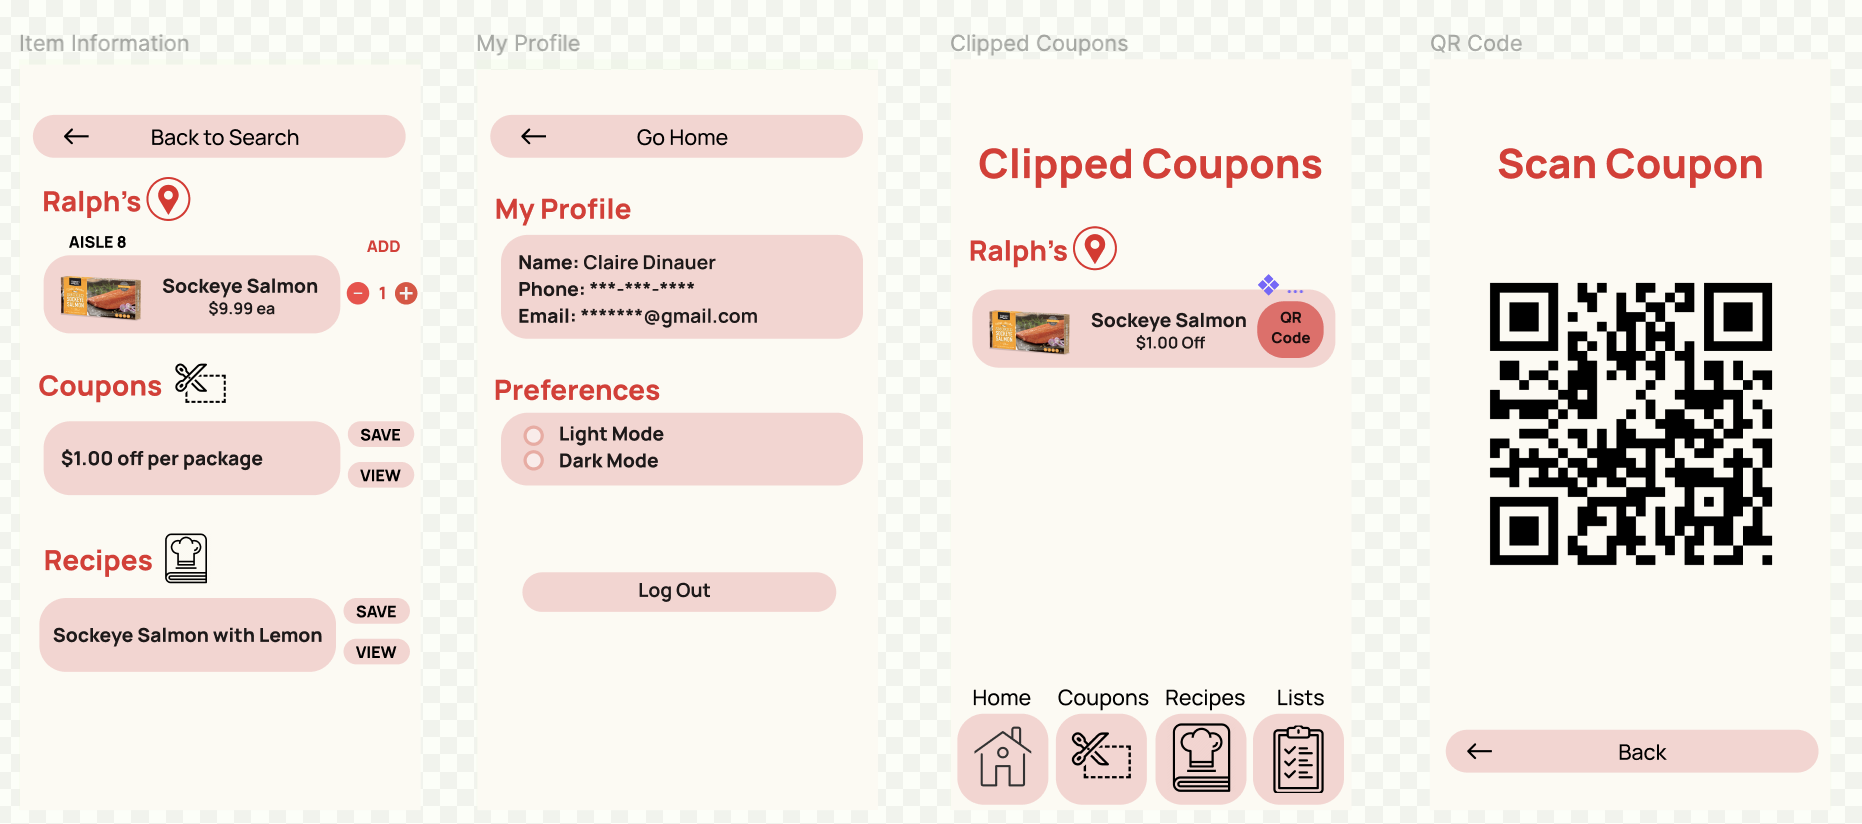 Item Information
Back to Search
Ralph's
AISLE 8
ADD
Sockeye Salmon
$9.99 ea
1
Coupons
$1.00 off per package
SAVE
VIEW
Recipes
Sockeye Salmon with Lemon
SAVE
VIEW
My Profile
Go Home
My Profile
Name: Claire Dinauer
Phone: ***-***-****
Email: *******@gmail.com
Preferences
Light Mode
Dark Mode
Log Out
Clipped Coupons
Clipped Coupons
Ralph's
Sockeye Salmon
$1.00 Off
QR
Code
Home
Coupons
Recipes
Lists
QR Code
Scan Coupon
Back